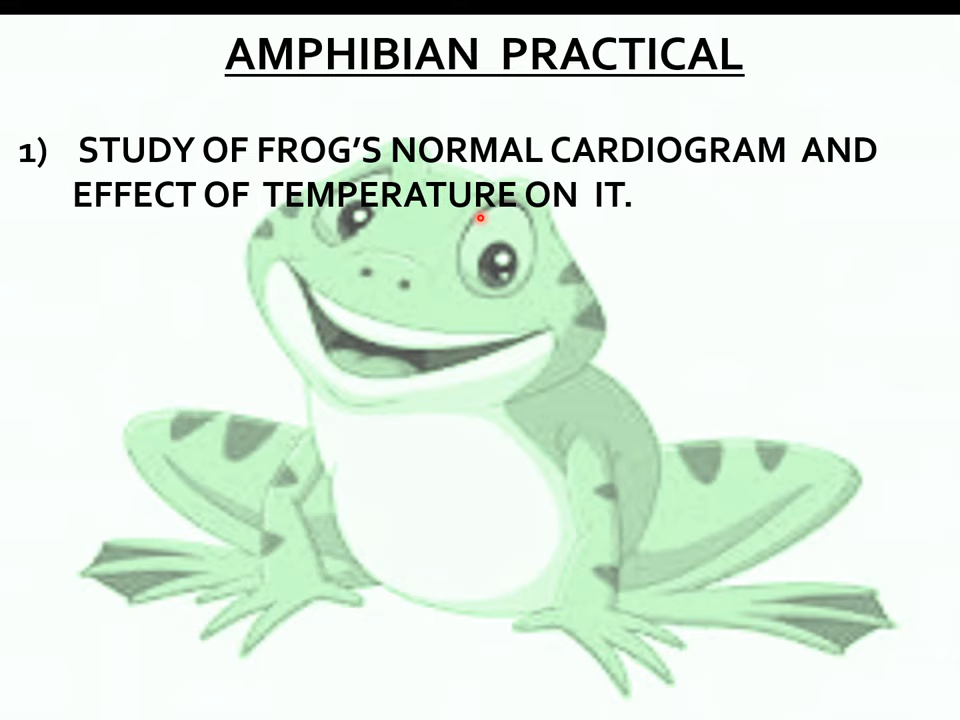 AMPHIBIAN PRACTICAL
1) STUDY OF FROG’S NORMAL CARDIOGRAM AND
EFFECT OF TEMPERATURE ON IT.